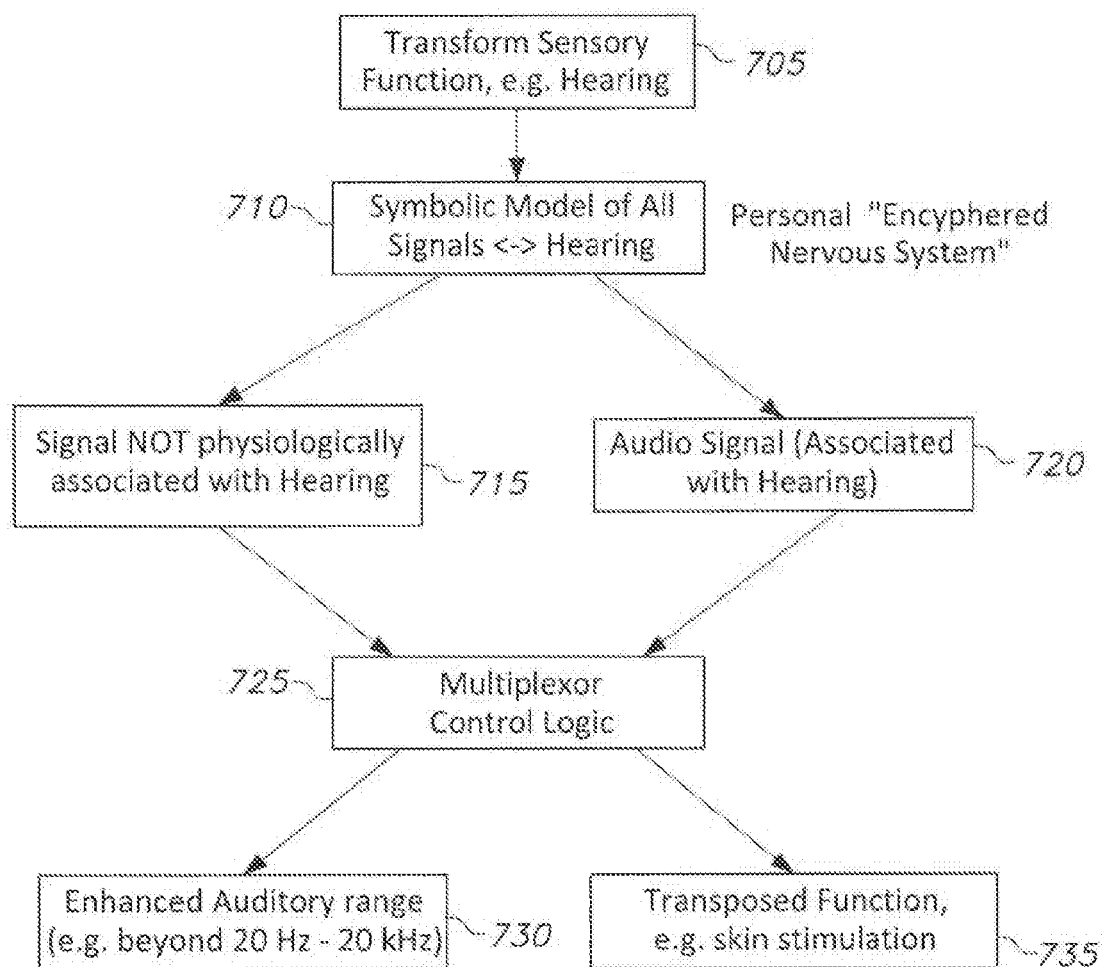 Transform Sensory
Function, e.g. Hearing
705
710
Symbolic Model of All
Signals <-> Hearing
Personal "Encyphered
Nervous System"
Signal NOT physiologically
associated with Hearing
715
Audio Signal (Associated
with Hearing)
720
725
Multiplexor
Control Logic
Enhanced Auditory range
(e.g. beyond 20 Hz - 20 kHz)
730
Transposed Function,
e.g. skin stimulation
735